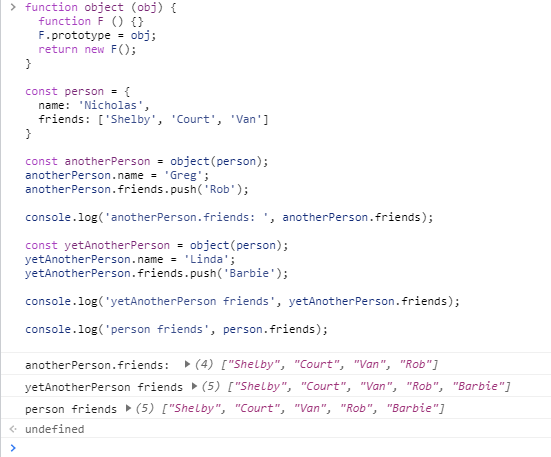 > function object (obj) {
function F () {}
F.prototype = obj;
return new F();
}
const person = {
name: 'Nicholas',
friends: ['Shelby', 'Court', 'Van']
}
const anotherPerson = object(person);
anotherPerson.name = 'Greg';
anotherPerson.friends.push('Rob');
console.log('anotherPerson.friends: ', anotherPerson.friends);
const yetAnotherPerson = object(person);
yetAnotherPerson.name = 'Linda';
yetAnotherPerson.friends.push('Barbie');
console.log('yetAnotherPerson friends', yetAnotherPerson.friends);
console.log('person friends', person.friends);
anotherPerson.friends: ▶(4) ["Shelby", "Court", "Van", "Rob"]
yetAnotherPerson friends ▶(5) ["Shelby", "Court", "Van", "Rob", "Barbie"]
person friends ▶(5) ["Shelby", "Court", "Van", "Rob", "Barbie"]
undefined
>